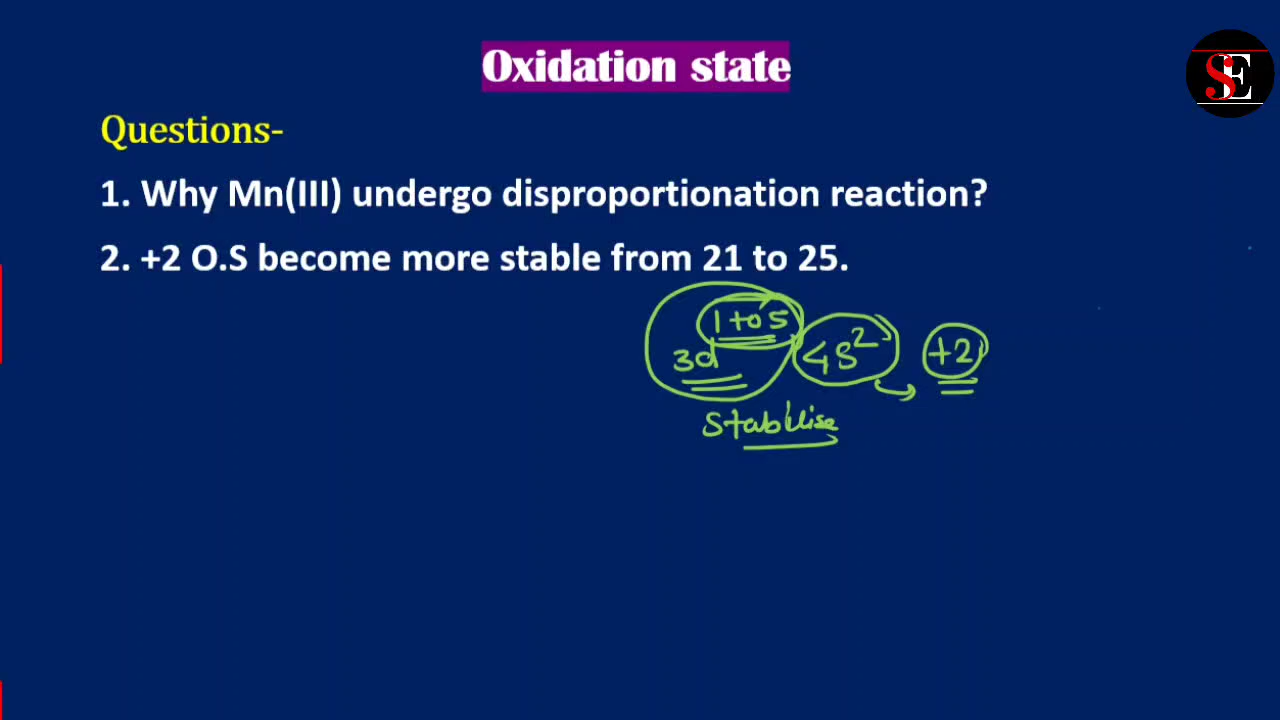 Oxidation state
SE
Questions-
1. Why Mn(III) undergo disproportionation reaction?
2. +2 O.S become more stable from 21 to 25.
3d 1 to 5 4s2 +2
Stabilise